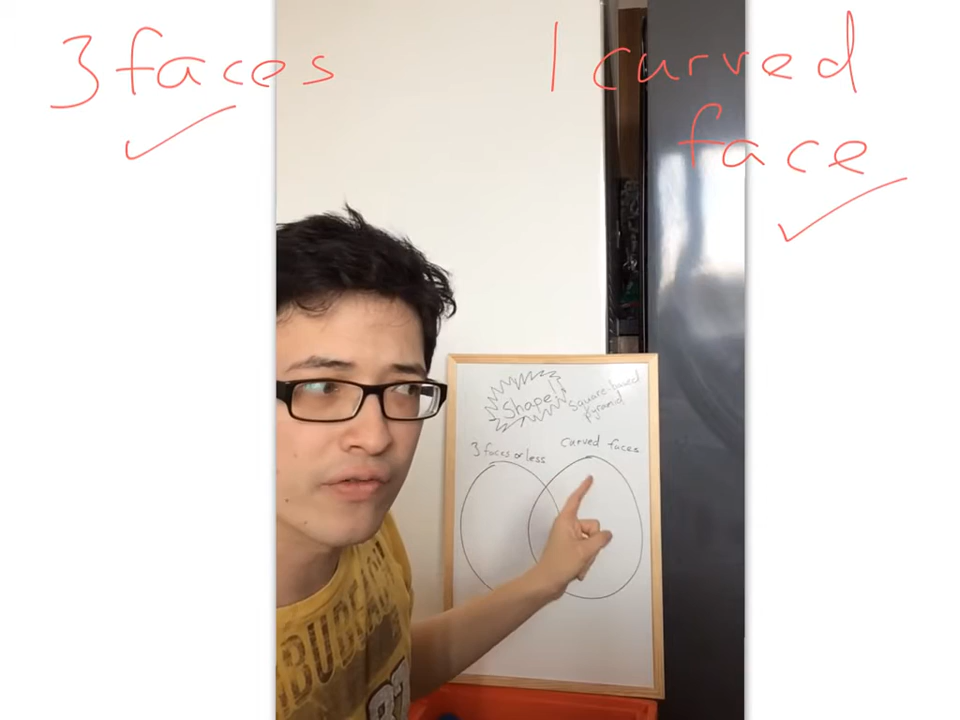 3 faces
1 curved
face
Shape!
Square-based
pyramid
3 faces or less
curved faces